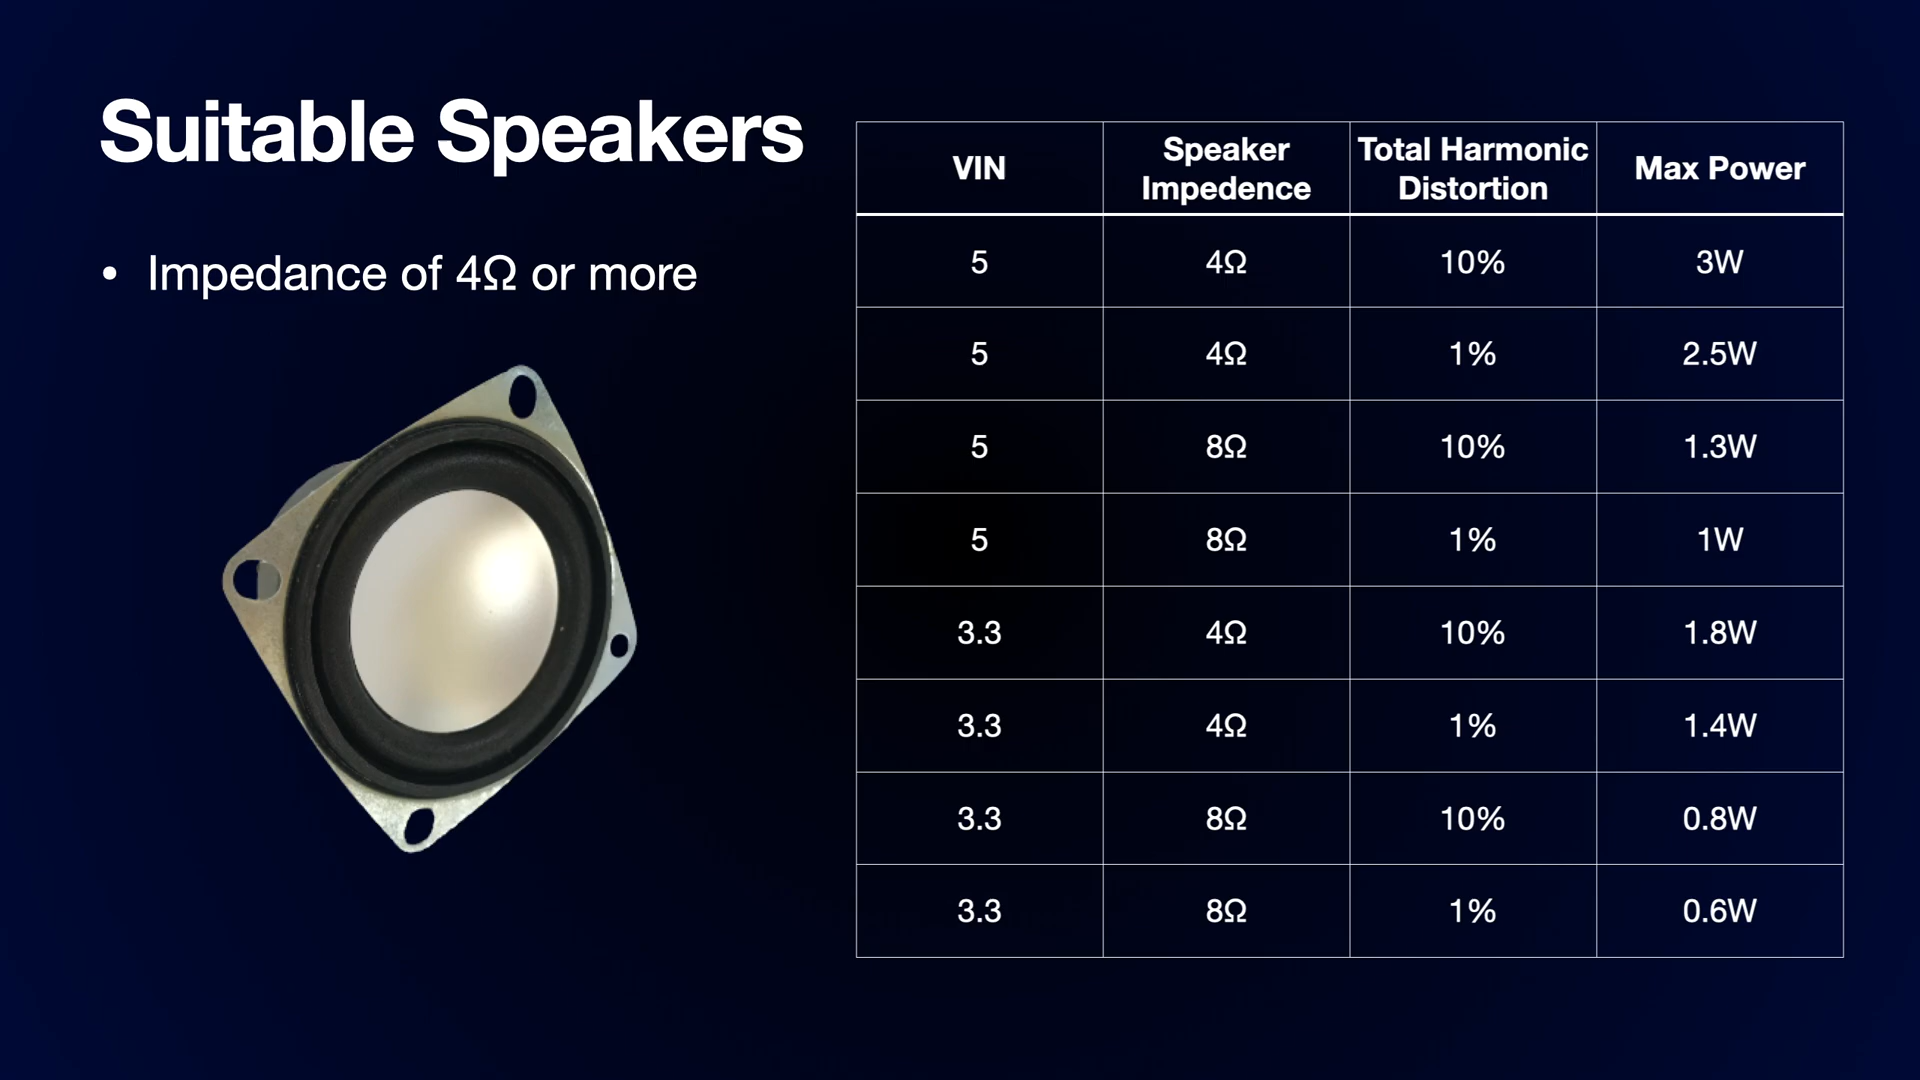 Suitable Speakers
• Impedance of 4Ω or more
VIN Speaker Impedence Total Harmonic Distortion Max Power
5 4Ω 10% 3W
5 4Ω 1% 2.5W
5 8Ω 10% 1.3W
5 8Ω 1% 1W
3.3 4Ω 10% 1.8W
3.3 4Ω 1% 1.4W
3.3 8Ω 10% 0.8W
3.3 8Ω 1% 0.6W